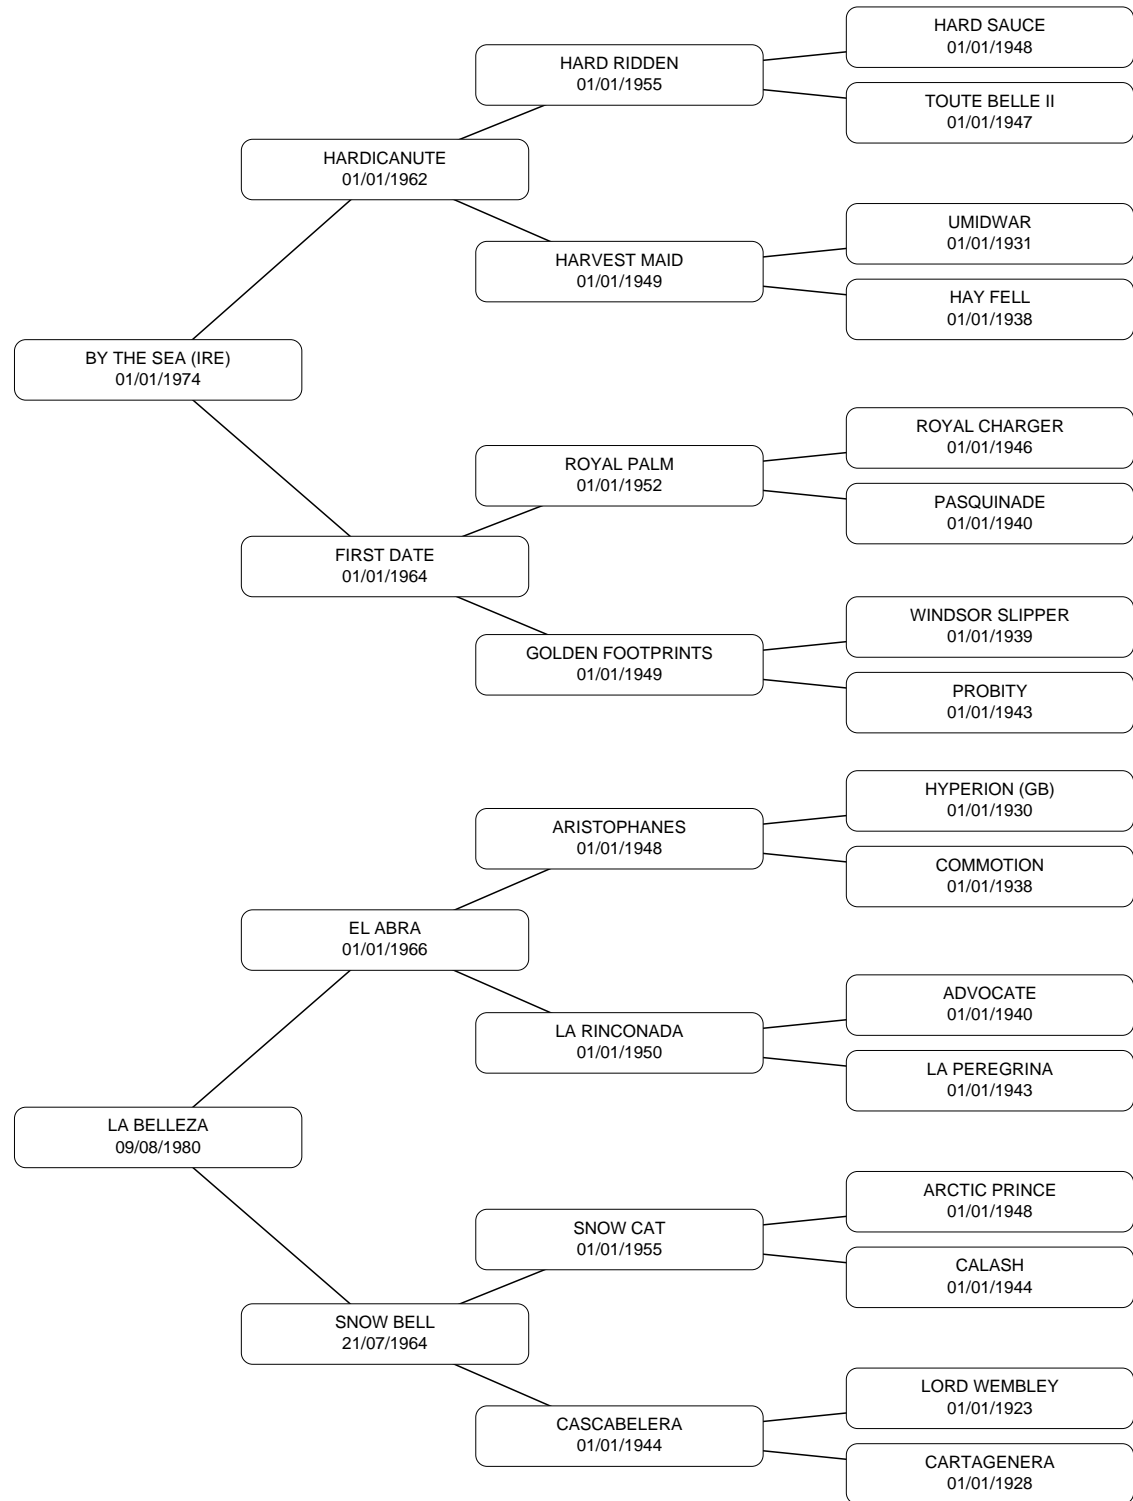 HARD SAUCE
01/01/1948
HARD RIDDEN
01/01/1955
TOUTE BELLE II
01/01/1947
HARDICANUTE
01/01/1962
UMIDWAR
01/01/1931
HARVEST MAID
01/01/1949
HAY FELL
01/01/1938
BY THE SEA (IRE)
01/01/1974
ROYAL CHARGER
01/01/1946
ROYAL PALM
01/01/1952
PASQUINADE
01/01/1940
FIRST DATE
01/01/1964
WINDSOR SLIPPER
01/01/1939
GOLDEN FOOTPRINTS
01/01/1949
PROBITY
01/01/1943
HYPERION (GB)
01/01/1930
ARISTOPHANES
01/01/1948
COMMOTION
01/01/1938
EL ABRA
01/01/1966
ADVOCATE
01/01/1940
LA RINCONADA
01/01/1950
LA PEREGRINA
01/01/1943
LA BELLEZA
09/08/1980
ARCTIC PRINCE
01/01/1948
SNOW CAT
01/01/1955
CALASH
01/01/1944
SNOW BELL
21/07/1964
LORD WEMBLEY
01/01/1923
CASCABELERA
01/01/1944
CARTAGENERA
01/01/1928